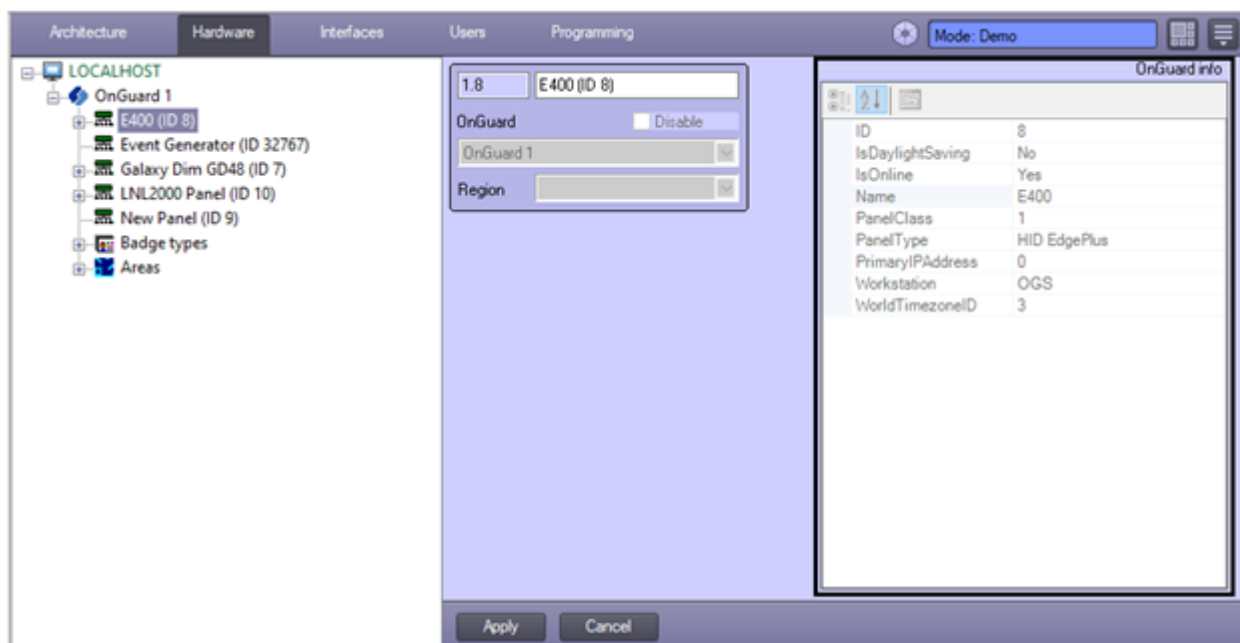 Architecture Hardware Interfaces Users Programming Mode: Demo
LOCALHOST
OnGuard 1
E400 (ID 8)
Event Generator (ID 32767)
Galaxy Dim GD48 (ID 7)
LNL2000 Panel (ID 10)
New Panel (ID 9)
Badge types
Areas
1.8 E400 (ID 8)
OnGuard Disable
OnGuard 1
Region
OnGuard info
ID 8
IsDaylightSaving No
IsOnline Yes
Name E400
PanelClass 1
PanelType HID EdgePlus
PrimaryIPAddress 0
Workstation OGS
WorldTimezoneID 3
Apply Cancel